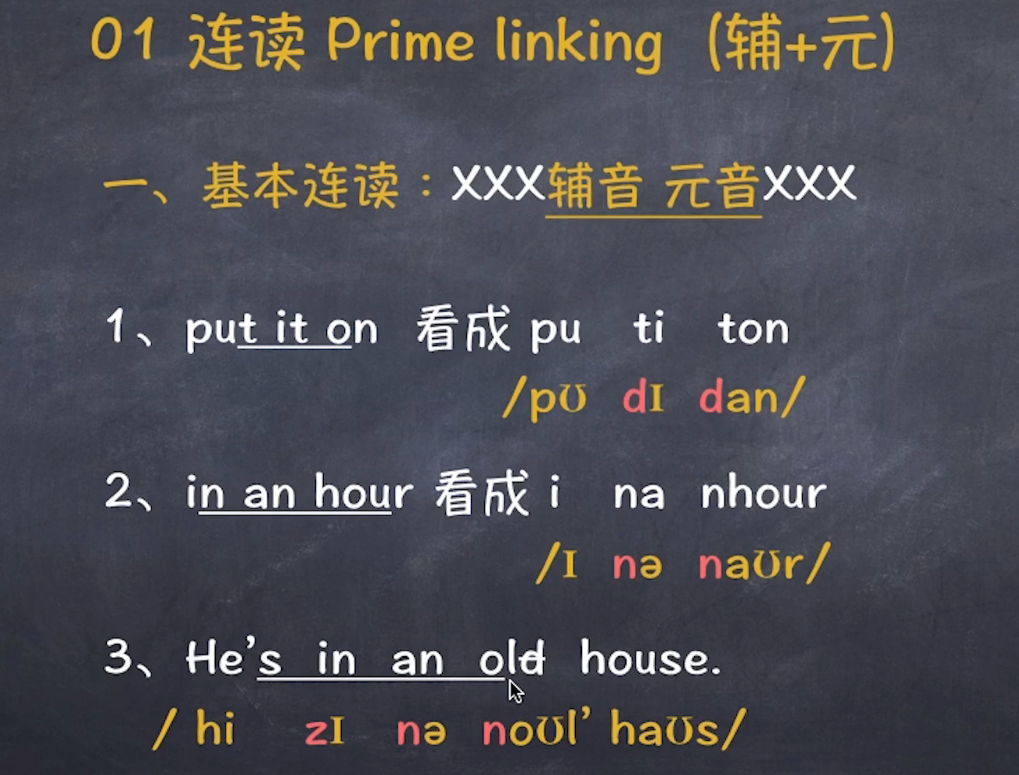 01 连读 Prime linking (辅+元)
一、基本连读：XXX辅音 元音XXX
1、put it on 看成 pu ti ton
/pʊ dɪ dan/
2、in an hour 看成 i na nhour
/ɪ nə naʊr/
3、He’s in an old house.
/ hi zɪ nə noʊl’ haʊs/